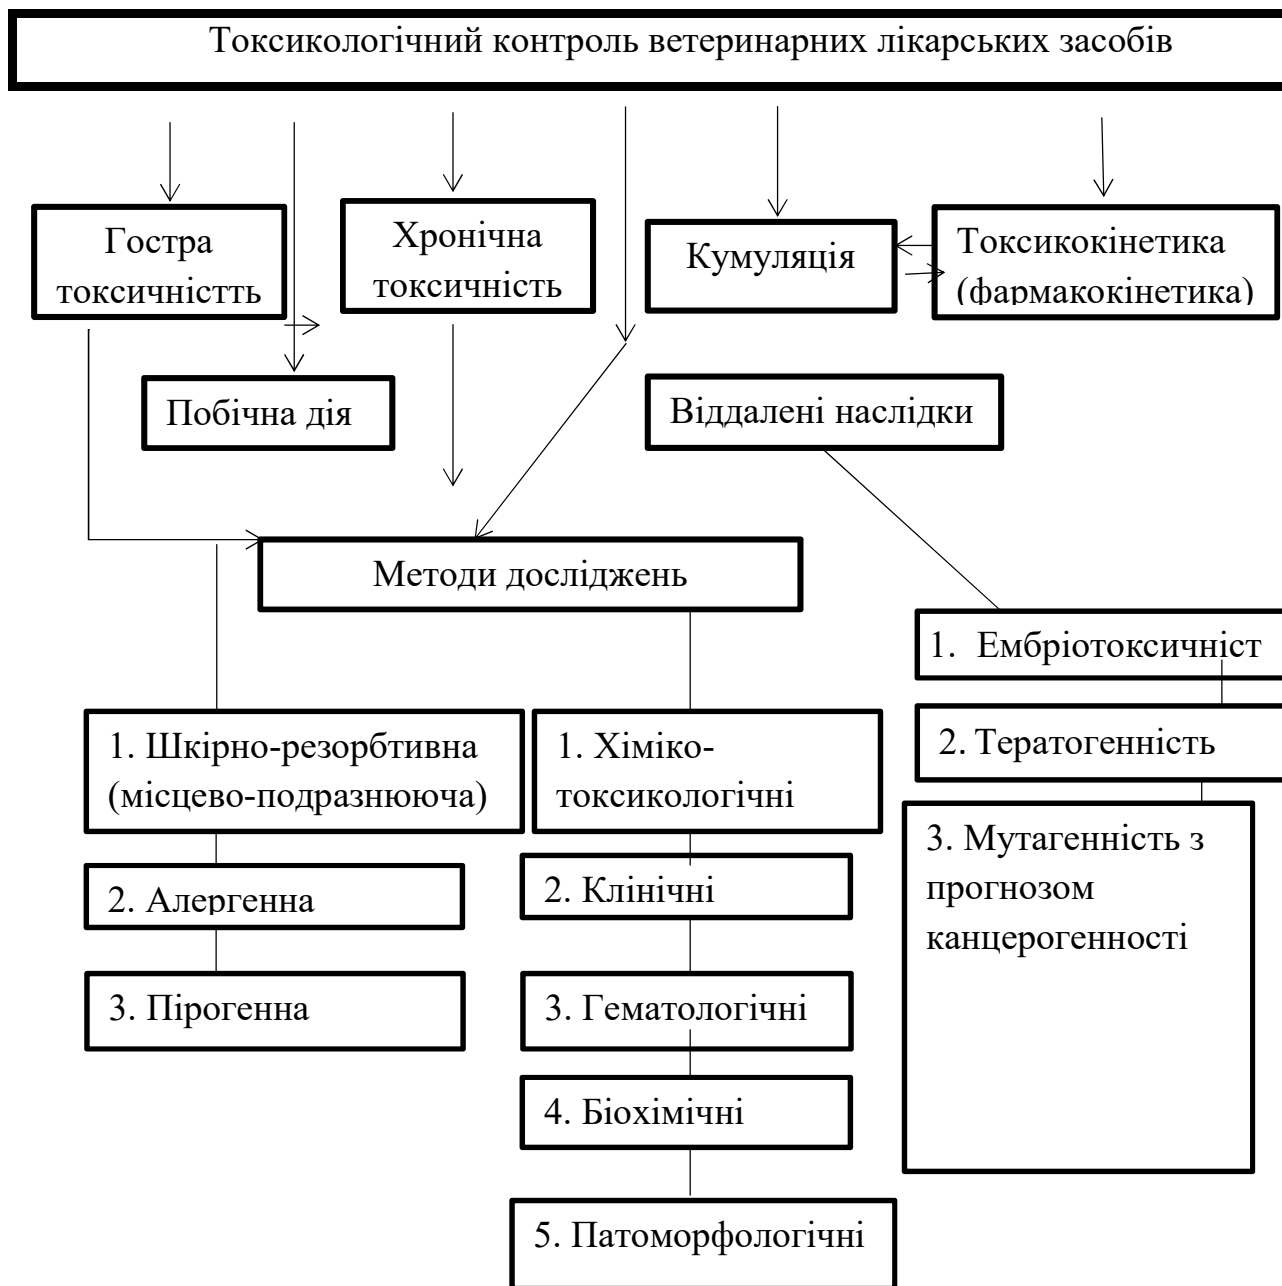 Токсикологічний контроль ветеринарних лікарських засобів
Гостра
токсичністть
Хронічна
токсичність
Кумуляція
Токсикокінетика
(фармакокінетика)
Побічна дія
Віддалені наслідки
Методи досліджень
1. Ембріотоксичніст
1. Шкірно-резорбтивна
(місцево-подразнююча)
1. Хіміко-
токсикологічні
2. Тератогенність
2. Алергенна
2. Клінічні
3. Мутагенність з
прогнозом
канцерогенності
3. Пірогенна
3. Гематологічні
4. Біохімічні
5. Патоморфологічні